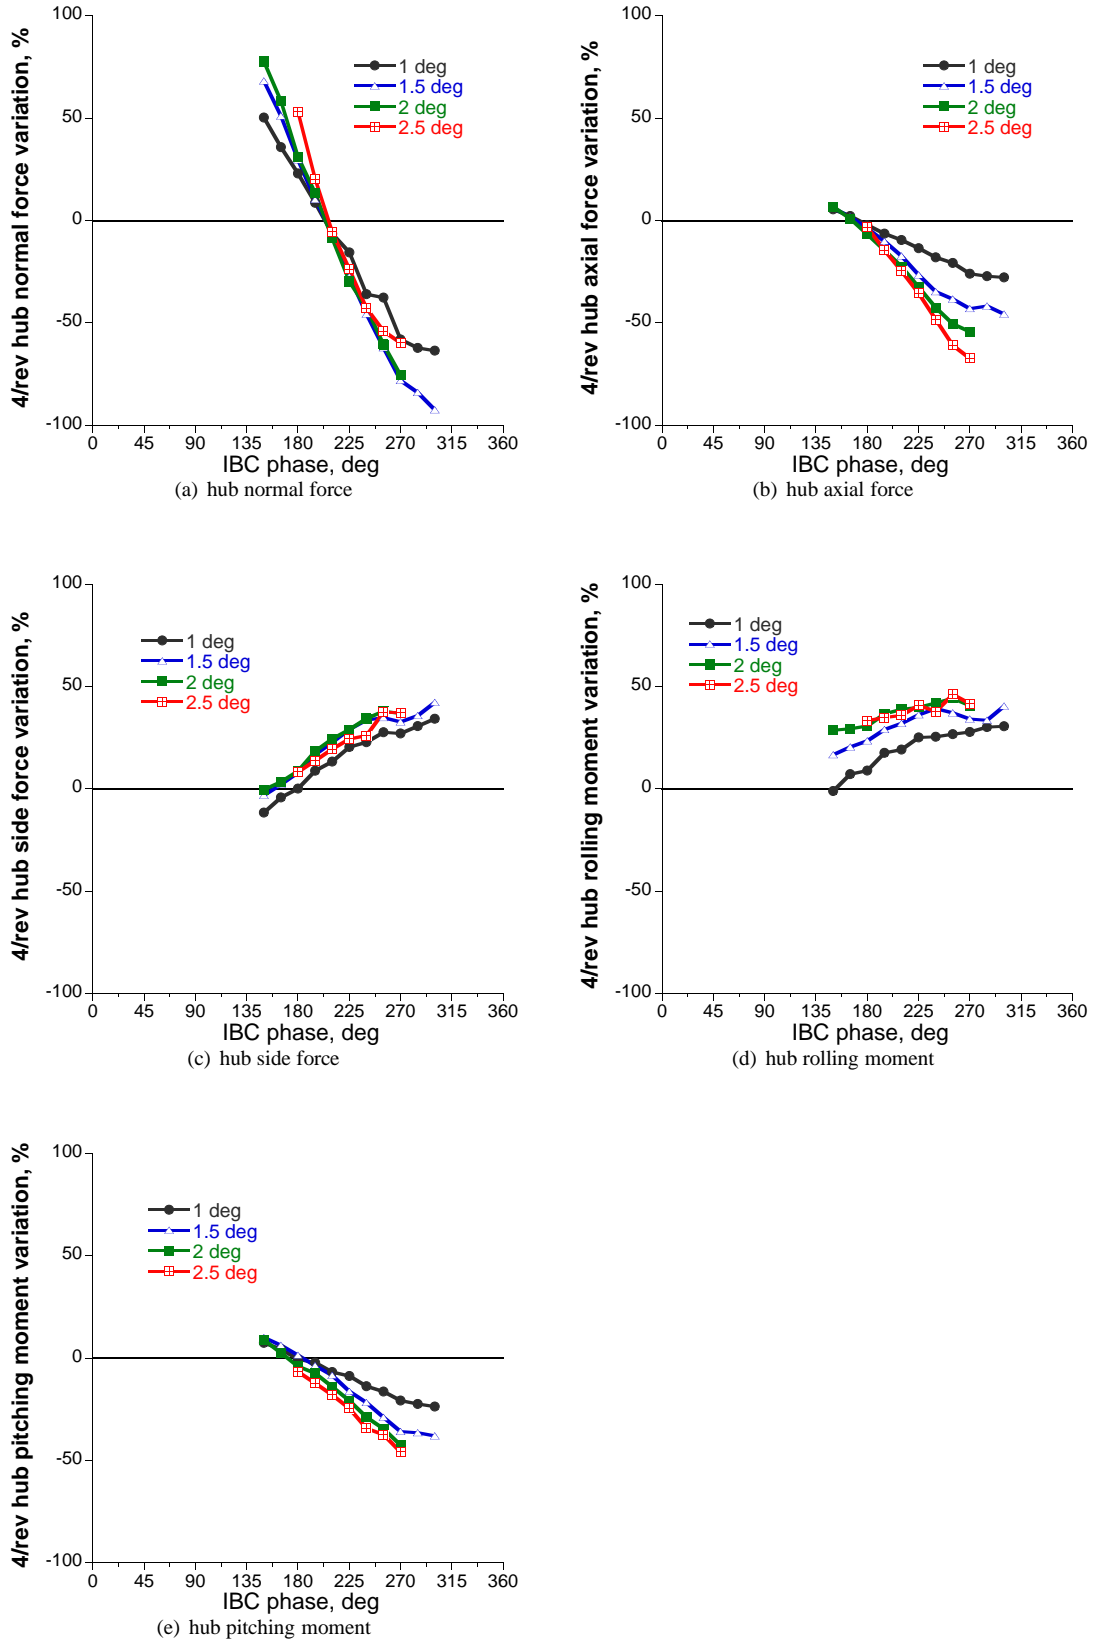 4/rev hub normal force variation, %
100
50
0
-50
-100
1 deg
1.5 deg
2 deg
2.5 deg
0 45 90 135 180 225 270 315 360
IBC phase, deg
(a) hub normal force
4/rev hub axial force variation, %
100
50
0
-50
-100
1 deg
1.5 deg
2 deg
2.5 deg
0 45 90 135 180 225 270 315 360
IBC phase, deg
(b) hub axial force
4/rev hub side force variation, %
100
50
0
-50
-100
1 deg
1.5 deg
2 deg
2.5 deg
0 45 90 135 180 225 270 315 360
IBC phase, deg
(c) hub side force
4/rev hub rolling moment variation, %
100
50
0
-50
-100
1 deg
1.5 deg
2 deg
2.5 deg
0 45 90 135 180 225 270 315 360
IBC phase, deg
(d) hub rolling moment
4/rev hub pitching moment variation, %
100
50
0
-50
-100
1 deg
1.5 deg
2 deg
2.5 deg
0 45 90 135 180 225 270 315 360
IBC phase, deg
(e) hub pitching moment